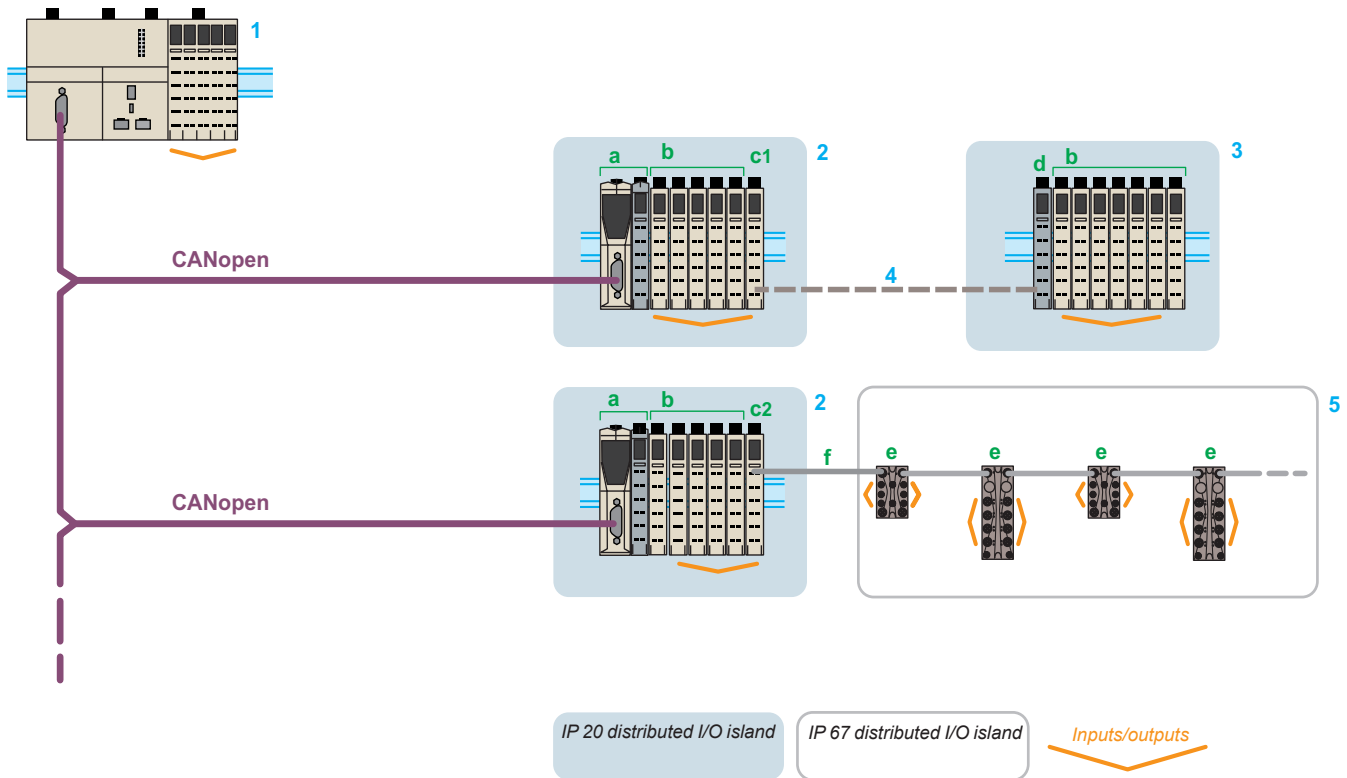 1
a b c1 2
d b 3
CANopen
4
a b c2 2
5
f e e e e
CANopen
IP 20 distributed I/O island
IP 67 distributed I/O island
Inputs/outputs